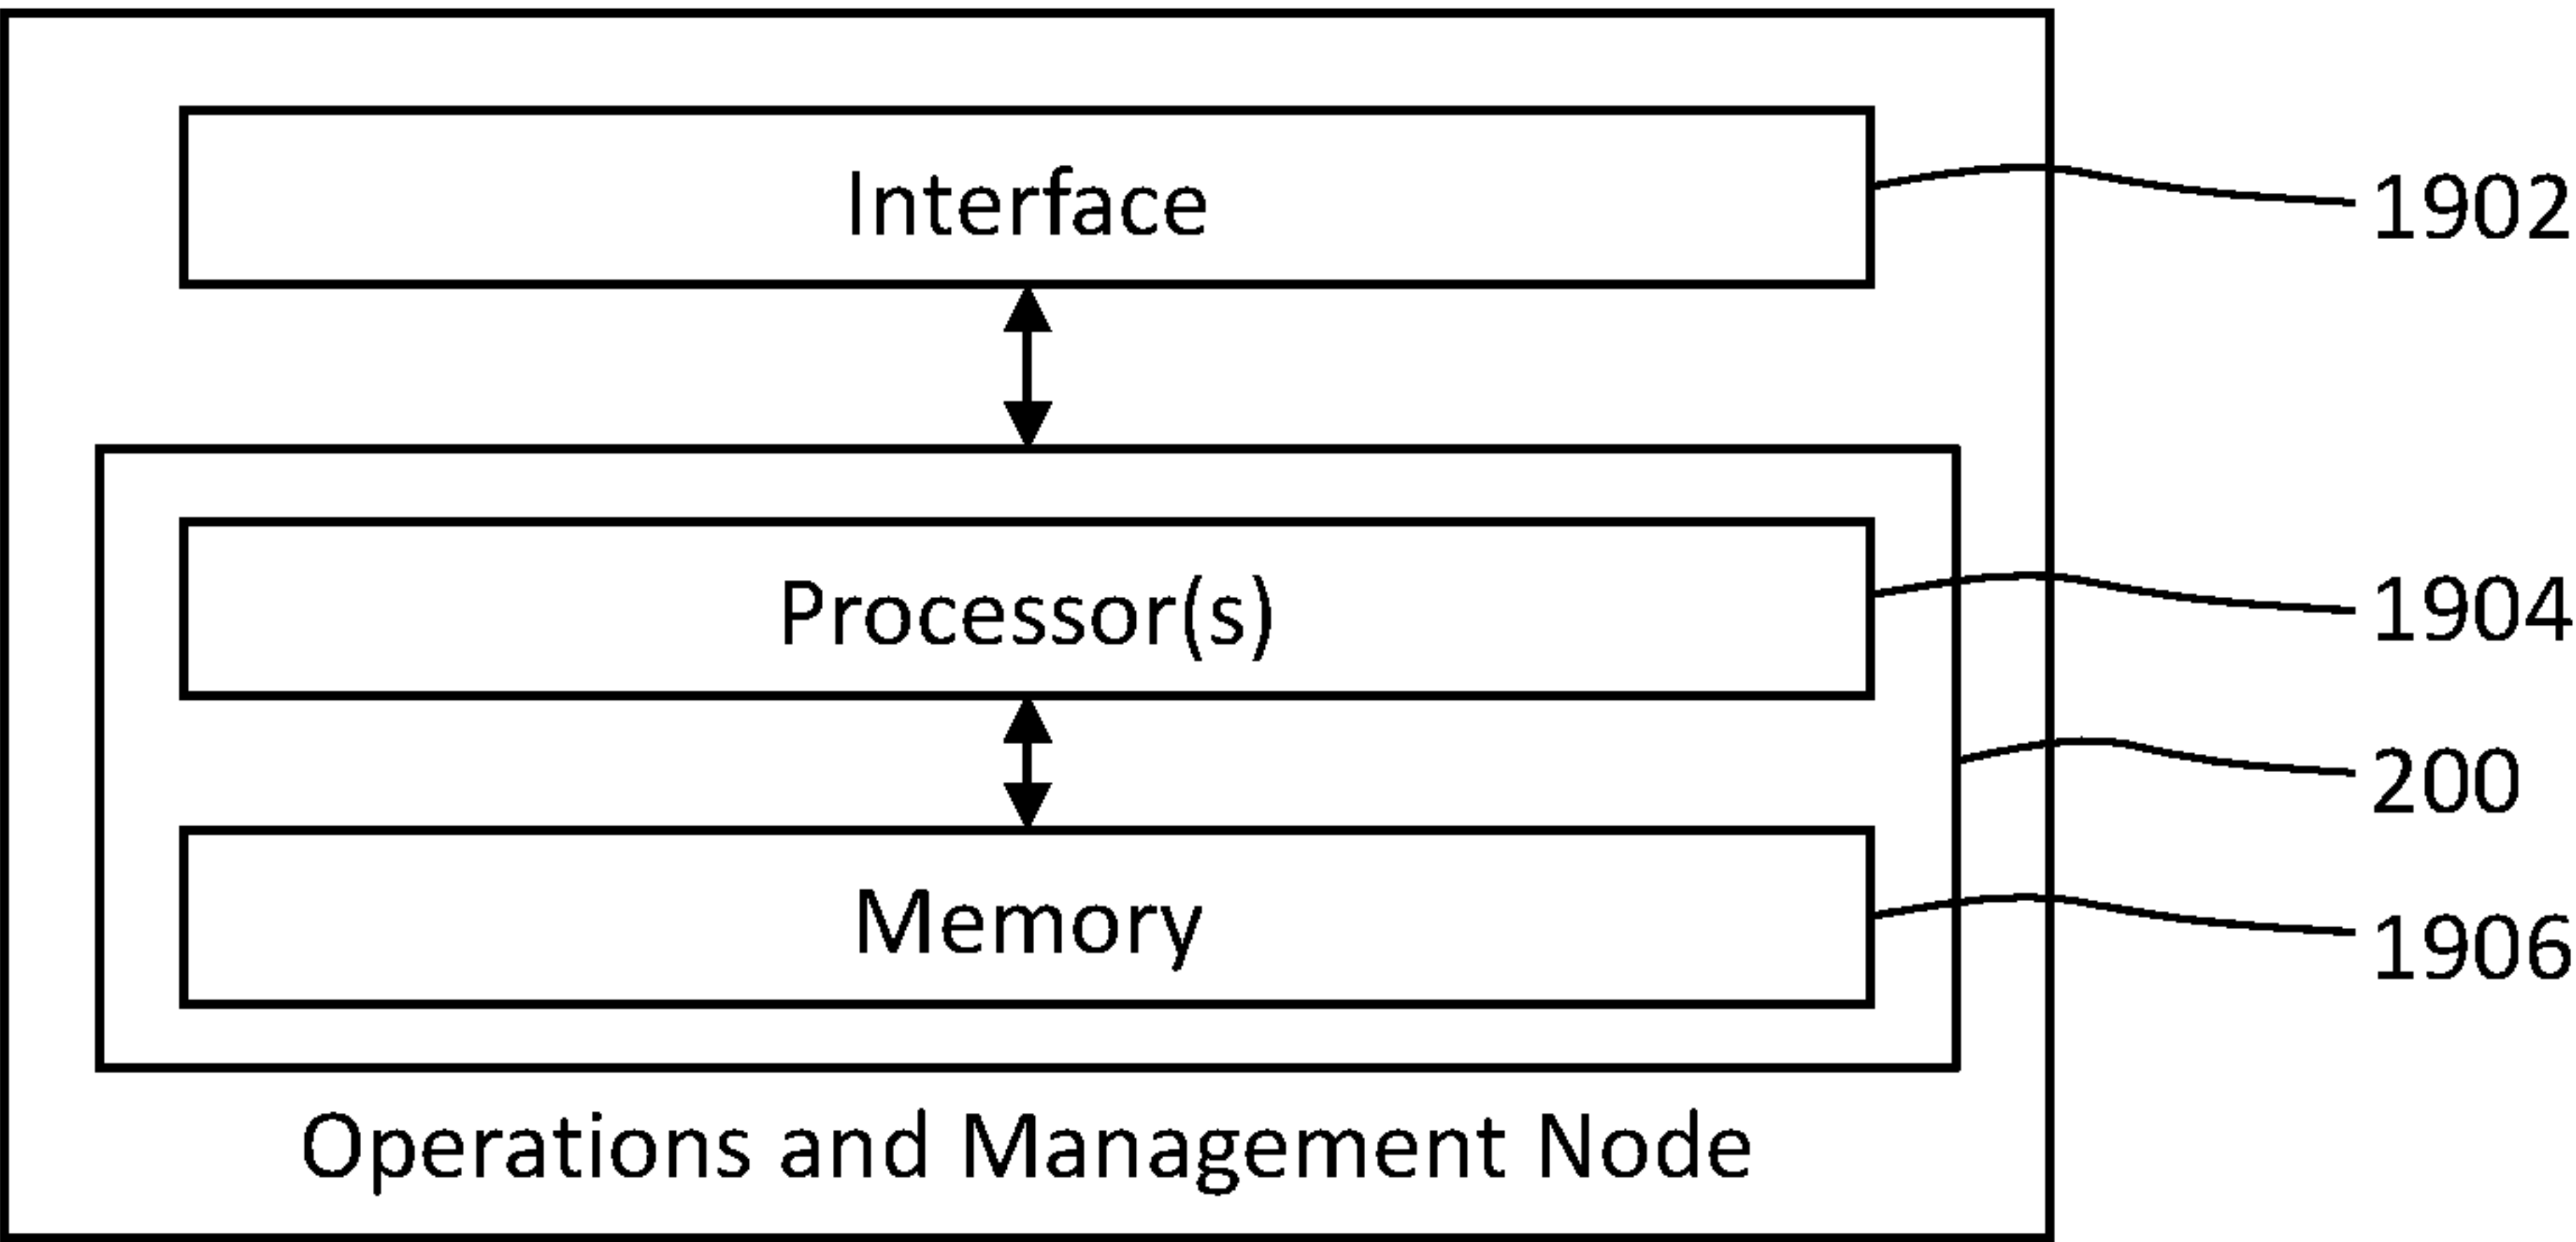 Interface
1902
Processor(s)
1904
200
Memory
1906
Operations and Management Node